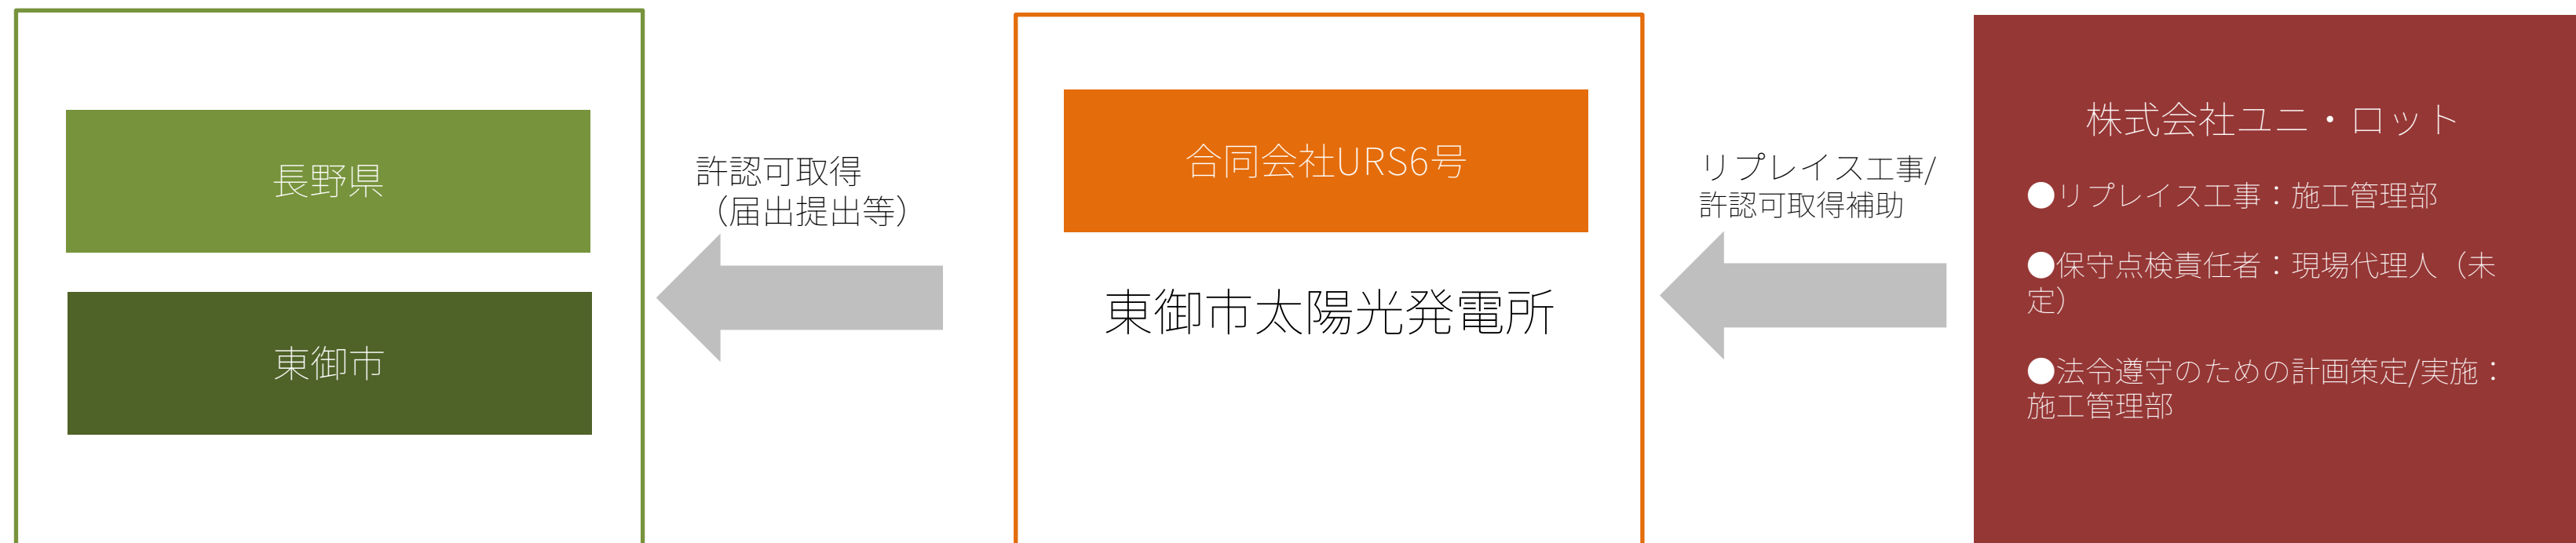 長野県
東御市
許認可取得
（届出提出等）
合同会社URS6号
東御市太陽光発電所
リプレイス工事/
許認可取得補助
株式会社ユニ・ロット
●リプレイス工事：施工管理部
●保守点検責任者：現場代理人（未
定）
●法令遵守のための計画策定/実施：
施工管理部